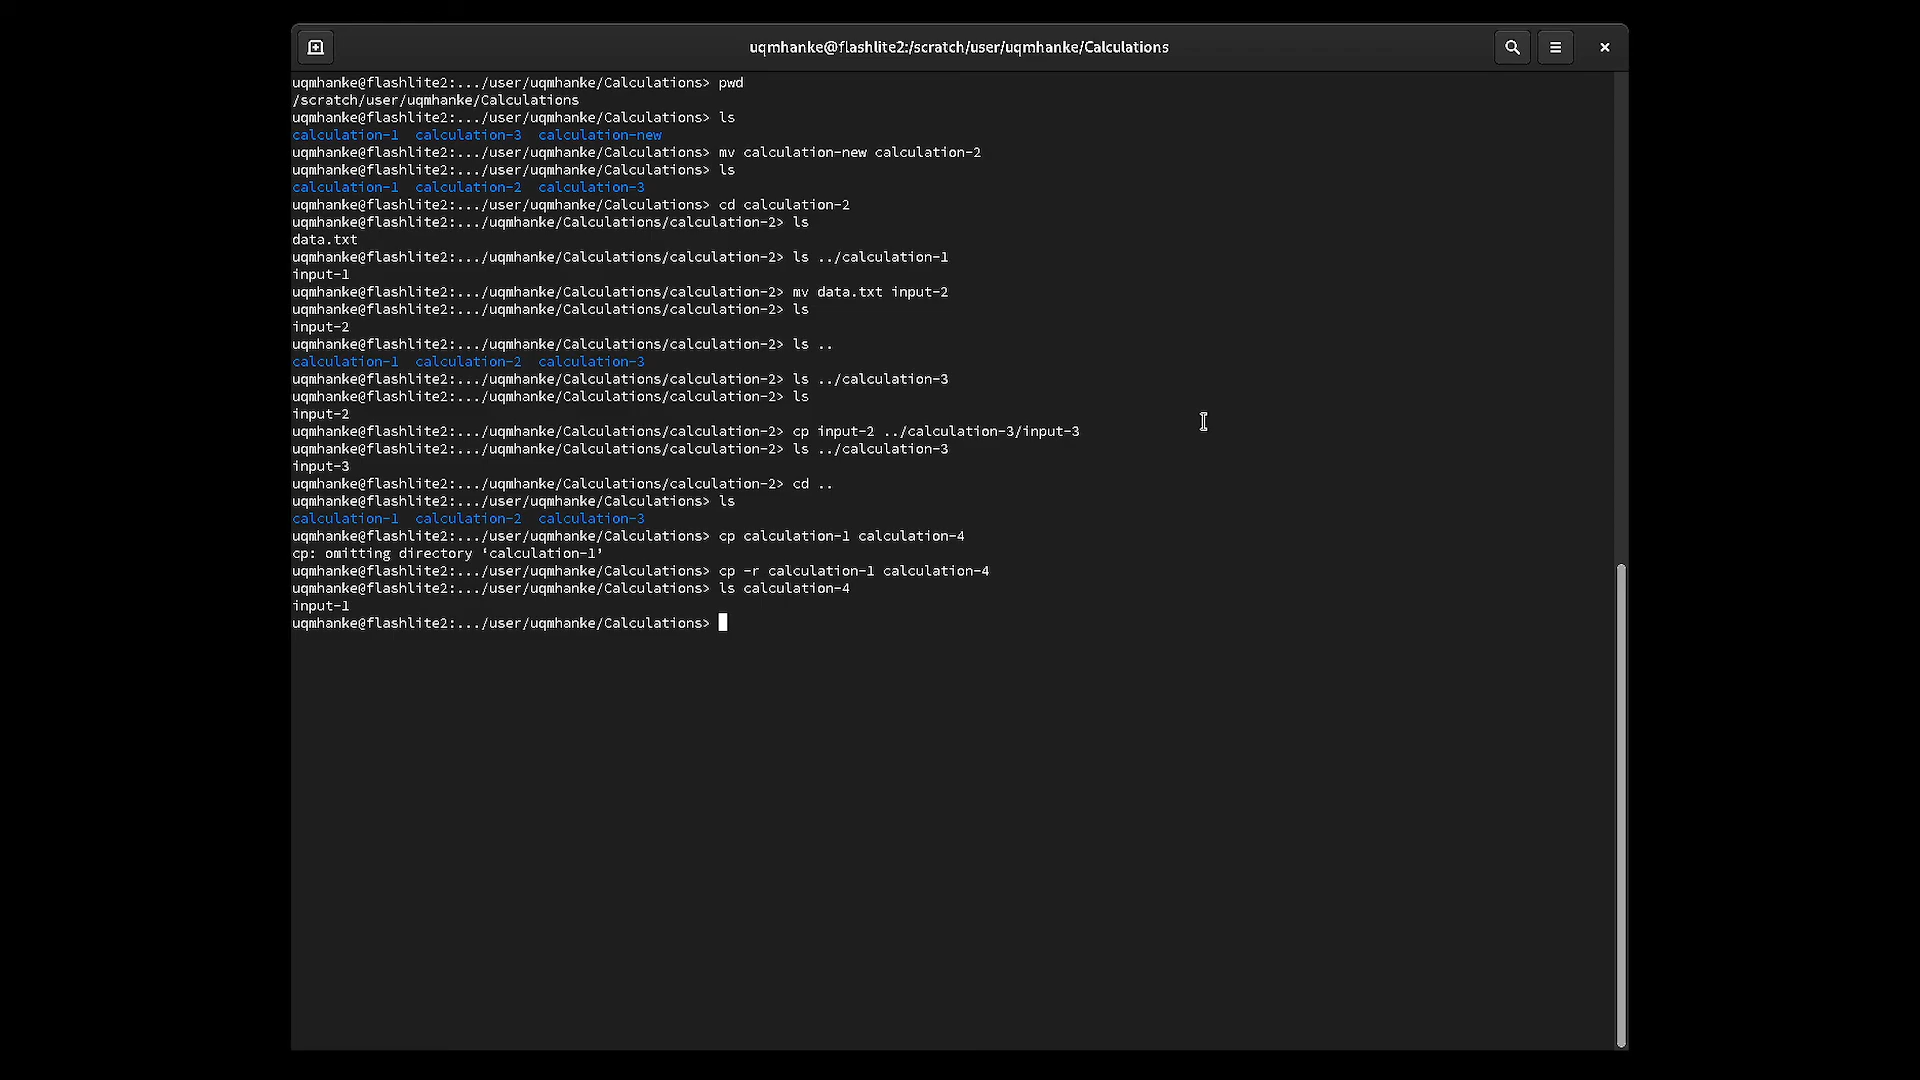 uqmhanke@flashlite2:/scratch/user/uqmhanke/Calculations
uqmhanke@flashlite2:.../user/uqmhanke/Calculations> pwd
/scratch/user/uqmhanke/Calculations
uqmhanke@flashlite2:.../user/uqmhanke/Calculations> ls
calculation-1  calculation-3  calculation-new
uqmhanke@flashlite2:.../user/uqmhanke/Calculations> mv calculation-new calculation-2
uqmhanke@flashlite2:.../user/uqmhanke/Calculations> ls
calculation-1  calculation-2  calculation-3
uqmhanke@flashlite2:.../user/uqmhanke/Calculations> cd calculation-2
uqmhanke@flashlite2:.../uqmhanke/Calculations/calculation-2> ls
data.txt
uqmhanke@flashlite2:.../uqmhanke/Calculations/calculation-2> ls ../calculation-1
input-1
uqmhanke@flashlite2:.../uqmhanke/Calculations/calculation-2> mv data.txt input-2
uqmhanke@flashlite2:.../uqmhanke/Calculations/calculation-2> ls
input-2
uqmhanke@flashlite2:.../uqmhanke/Calculations/calculation-2> ls ..
calculation-1  calculation-2  calculation-3
uqmhanke@flashlite2:.../uqmhanke/Calculations/calculation-2> ls ../calculation-3
uqmhanke@flashlite2:.../uqmhanke/Calculations/calculation-2> ls
input-2
uqmhanke@flashlite2:.../uqmhanke/Calculations/calculation-2> cp input-2 ../calculation-3/input-3
uqmhanke@flashlite2:.../uqmhanke/Calculations/calculation-2> ls ../calculation-3
input-3
uqmhanke@flashlite2:.../uqmhanke/Calculations/calculation-2> cd ..
uqmhanke@flashlite2:.../user/uqmhanke/Calculations> ls
calculation-1  calculation-2  calculation-3
uqmhanke@flashlite2:.../user/uqmhanke/Calculations> cp calculation-1 calculation-4
cp: omitting directory ‘calculation-1’
uqmhanke@flashlite2:.../user/uqmhanke/Calculations> cp -r calculation-1 calculation-4
uqmhanke@flashlite2:.../user/uqmhanke/Calculations> ls calculation-4
input-1
uqmhanke@flashlite2:.../user/uqmhanke/Calculations>